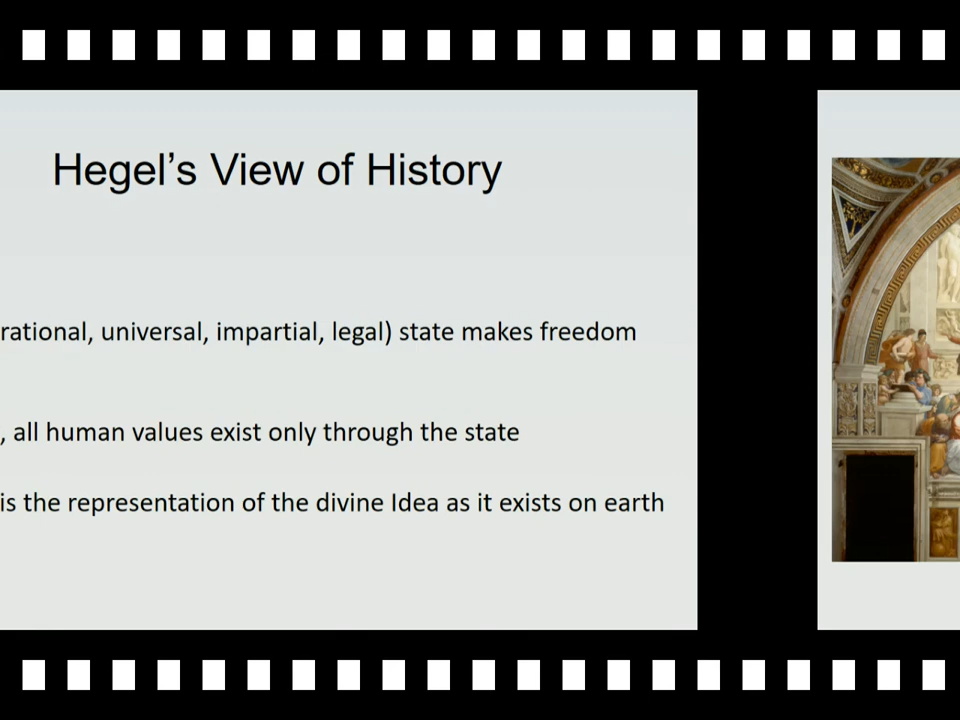 Hegel's View of History
rational, universal, impartial, legal) state makes freedom
, all human values exist only through the state
is the representation of the divine Idea as it exists on earth